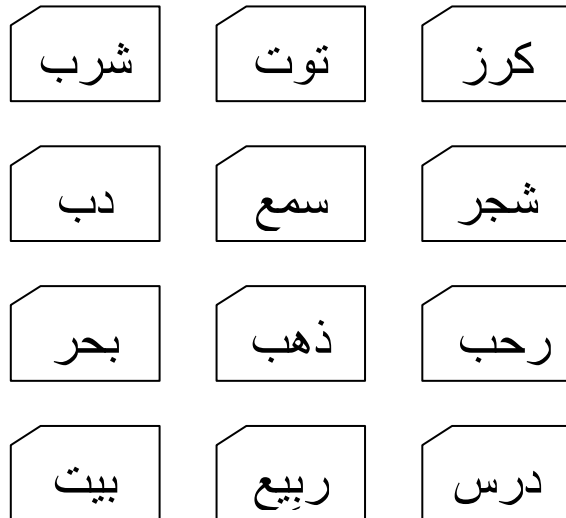 كرز توت شرب
شجر سمع دب
رحب ذهب بحر
درس ربيع بيت